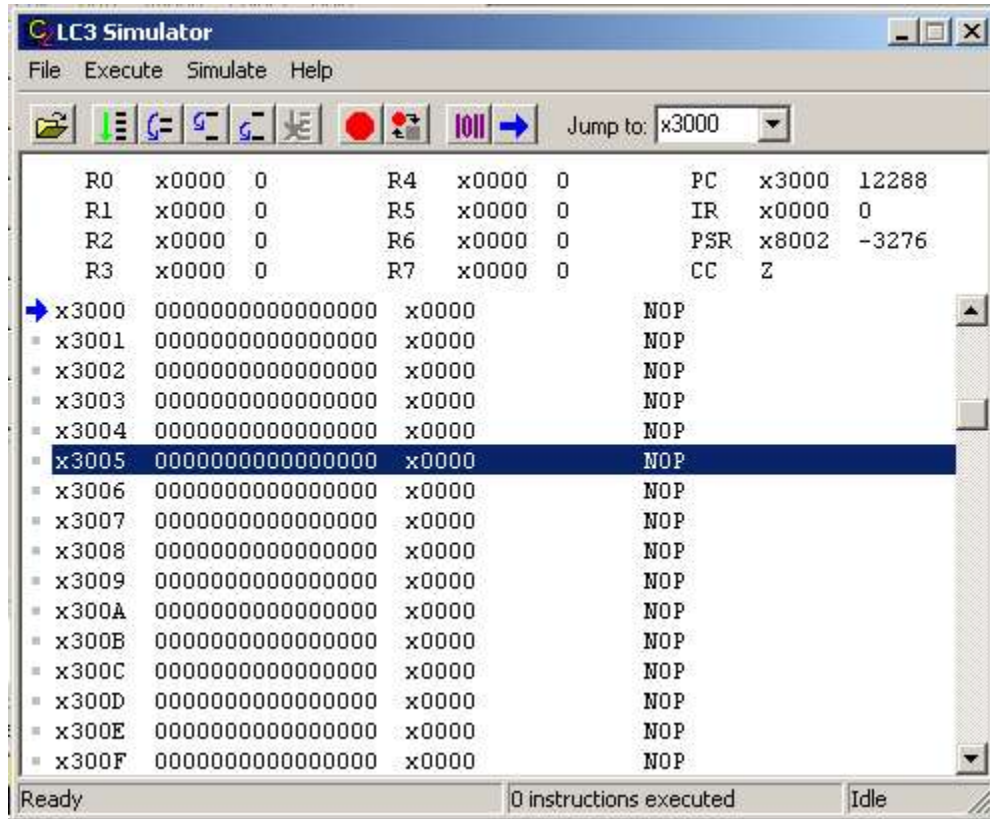 LC3 Simulator
File Execute Simulate Help
Jump to: x3000
R0 x0000 0 R4 x0000 0 PC x3000 12288
R1 x0000 0 R5 x0000 0 IR x0000 0
R2 x0000 0 R6 x0000 0 PSR x8002 -3276
R3 x0000 0 R7 x0000 0 CC Z
x3000 0000000000000000 x0000 NOP
x3001 0000000000000000 x0000 NOP
x3002 0000000000000000 x0000 NOP
x3003 0000000000000000 x0000 NOP
x3004 0000000000000000 x0000 NOP
x3005 0000000000000000 x0000 NOP
x3006 0000000000000000 x0000 NOP
x3007 0000000000000000 x0000 NOP
x3008 0000000000000000 x0000 NOP
x3009 0000000000000000 x0000 NOP
x300A 0000000000000000 x0000 NOP
x300B 0000000000000000 x0000 NOP
x300C 0000000000000000 x0000 NOP
x300D 0000000000000000 x0000 NOP
x300E 0000000000000000 x0000 NOP
x300F 0000000000000000 x0000 NOP
Ready 0 instructions executed Idle